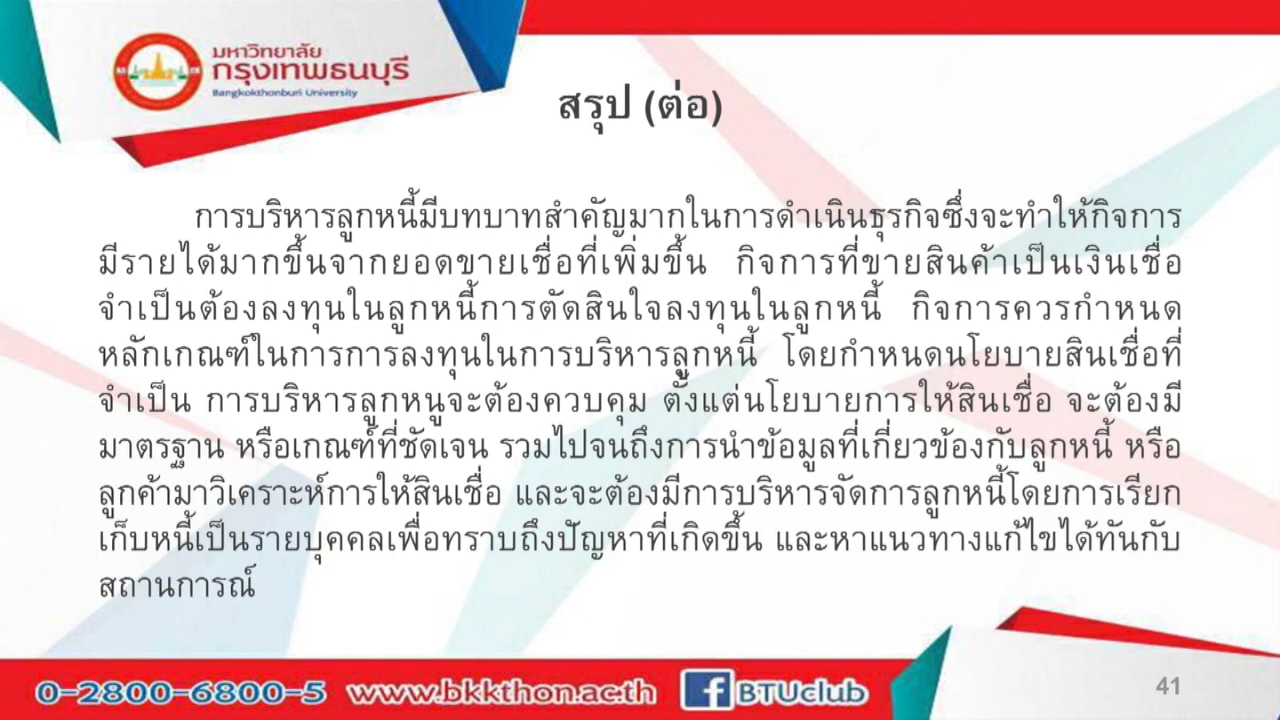 มหาวิทยาลัย
กรุงเทพธนบุรี
Bangkokthonburi University
สรุป (ต่อ)
การบริหารลูกหนี้มีบทบาทสำคัญมากในการดำเนินธุรกิจซึ่งจะทำให้กิจการ
มีรายได้มากขึ้นจากยอดขายเชื่อที่เพิ่มขึ้น กิจการที่ขายสินค้าเป็นเงินเชื่อ
จำเป็นต้องลงทุนในลูกหนี้การตัดสินใจลงทุนในลูกหนี้ กิจการควรกำหนด
หลักเกณฑ์ในการการลงทุนในการบริหารลูกหนี้ โดยกำหนดนโยบายสินเชื่อที่
จำเป็น การบริหารลูกหนูจะต้องควบคุม ตั้งแต่นโยบายการให้สินเชื่อ จะต้องมี
มาตรฐาน หรือเกณฑ์ที่ชัดเจน รวมไปจนถึงการนำข้อมูลที่เกี่ยวข้องกับลูกหนี้ หรือ
ลูกค้ามาวิเคราะห์การให้สินเชื่อ และจะต้องมีการบริหารจัดการลูกหนี้โดยการเรียก
เก็บหนี้เป็นรายบุคคลเพื่อทราบถึงปัญหาที่เกิดขึ้น และหาแนวทางแก้ไขได้ทันกับ
สถานการณ์
0-2800-6800-5 www.bkkthon.ac.th f BTUclub
41